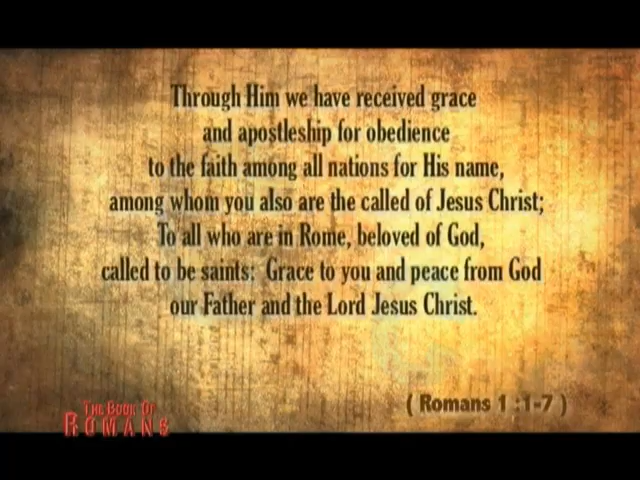 Through Him we have received grace
and apostleship for obedience
to the faith among all nations for His name,
among whom you also are the called of Jesus Christ;
To all who are in Rome, beloved of God,
called to be saints:  Grace to you and peace from God
our Father and the Lord Jesus Christ.
( Romans 1 :1-7 )
THE BOOK OF
ROMANS